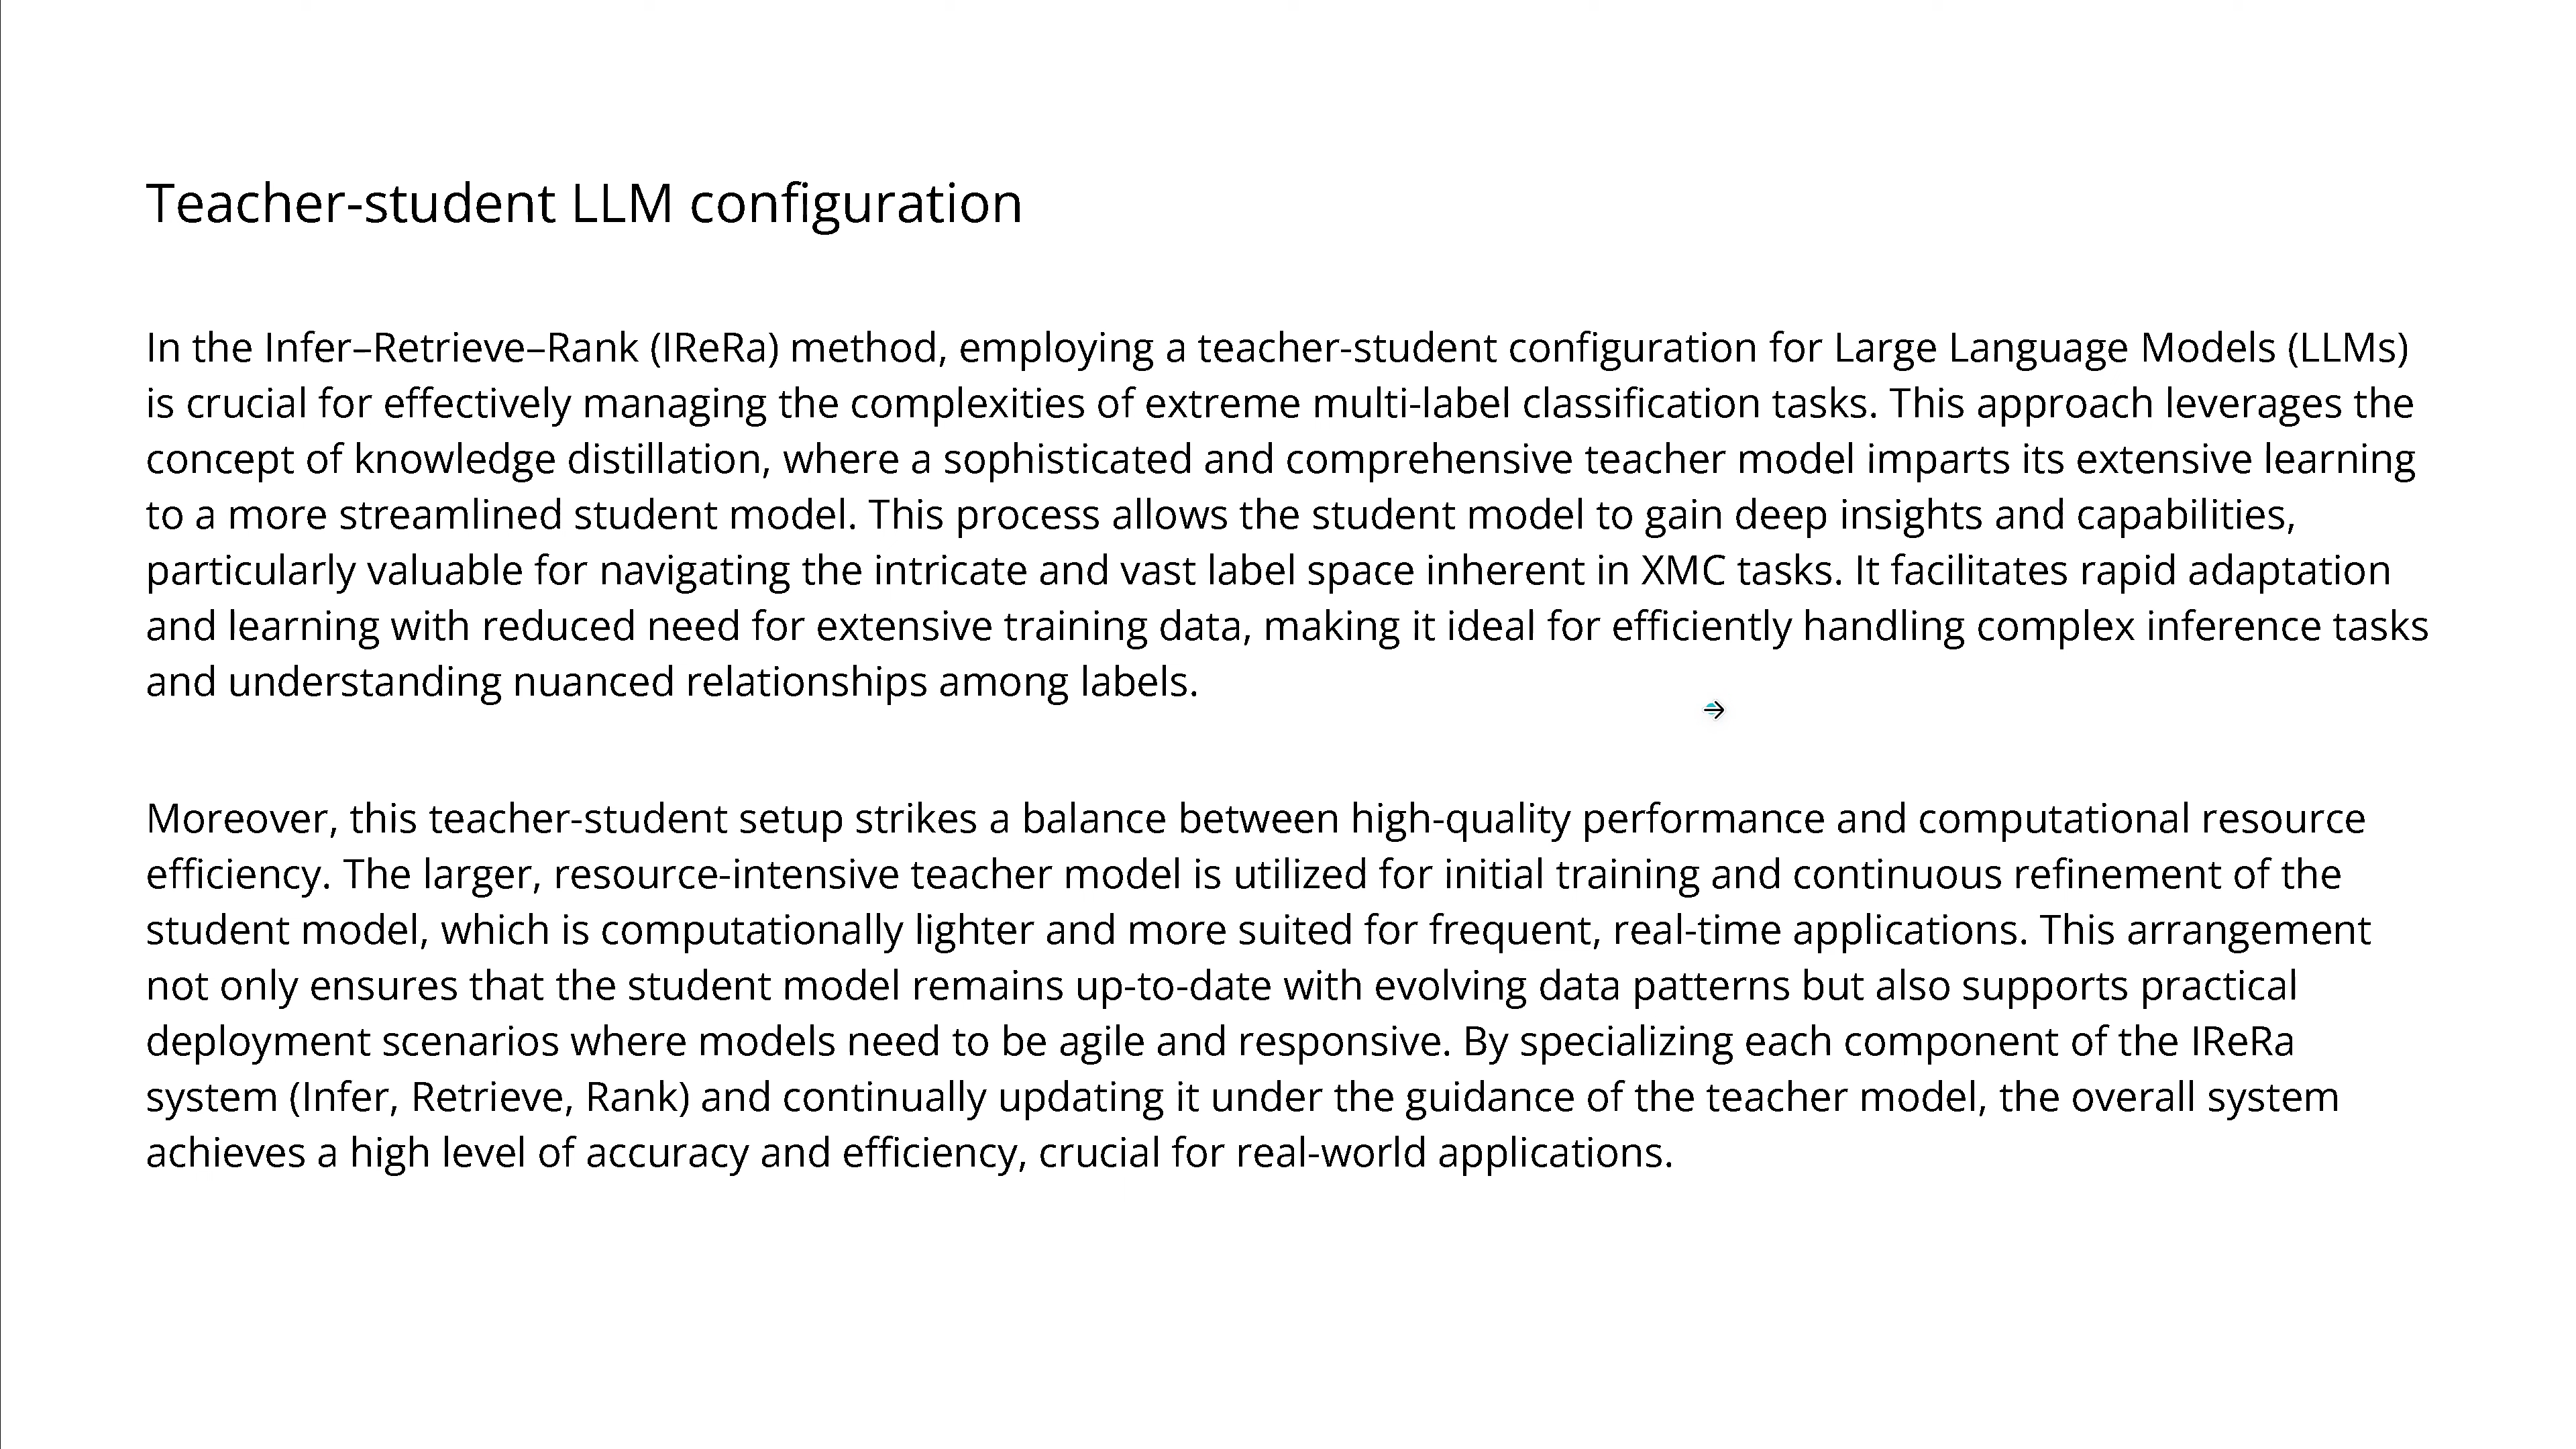 Teacher-student LLM configuration
In the Infer–Retrieve–Rank (IReRa) method, employing a teacher-student configuration for Large Language Models (LLMs)
is crucial for effectively managing the complexities of extreme multi-label classification tasks. This approach leverages the
concept of knowledge distillation, where a sophisticated and comprehensive teacher model imparts its extensive learning
to a more streamlined student model. This process allows the student model to gain deep insights and capabilities,
particularly valuable for navigating the intricate and vast label space inherent in XMC tasks. It facilitates rapid adaptation
and learning with reduced need for extensive training data, making it ideal for efficiently handling complex inference tasks
and understanding nuanced relationships among labels.
Moreover, this teacher-student setup strikes a balance between high-quality performance and computational resource
efficiency. The larger, resource-intensive teacher model is utilized for initial training and continuous refinement of the
student model, which is computationally lighter and more suited for frequent, real-time applications. This arrangement
not only ensures that the student model remains up-to-date with evolving data patterns but also supports practical
deployment scenarios where models need to be agile and responsive. By specializing each component of the IReRa
system (Infer, Retrieve, Rank) and continually updating it under the guidance of the teacher model, the overall system
achieves a high level of accuracy and efficiency, crucial for real-world applications.